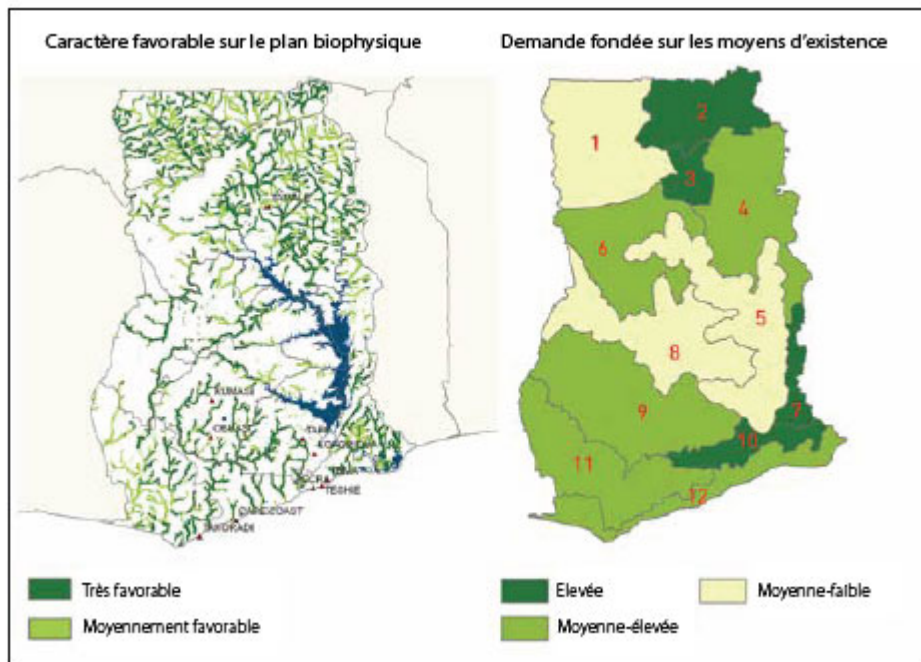 Caractère favorable sur le plan biophysique
Demande fondée sur les moyens d'existence
1
2
3
4
5
6
7
8
9
10
11
12
KUMASI
TESHIE
Très favorable
Moyennement favorable
Elevée
Moyenne-élevée
Moyenne-faible